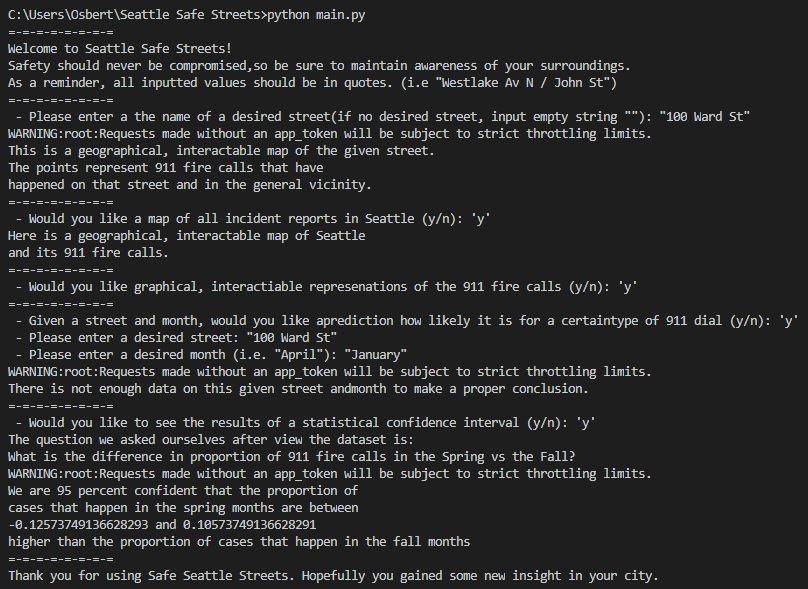 C:\Users\Osbert\Seattle Safe Streets>python main.py
=-=-=-=-=-=-=
Welcome to Seattle Safe Streets!
Safety should never be compromised,so be sure to maintain awareness of your surroundings.
As a reminder, all inputted values should be in quotes. (i.e "Westlake Av N / John St")
=-=-=-=-=-=-=
- Please enter a the name of a desired street(if no desired street, input empty string ""): "100 Ward St"
WARNING:root:Requests made without an app_token will be subject to strict throttling limits.
This is a geographical, interactable map of the given street.
The points represent 911 fire calls that have
happened on that street and in the general vicinity.
=-=-=-=-=-=-=
- Would you like a map of all incident reports in Seattle (y/n): 'y'
Here is a geographical, interactable map of Seattle
and its 911 fire calls.
=-=-=-=-=-=-=
- Would you like graphical, interactiable represenations of the 911 fire calls (y/n): 'y'
=-=-=-=-=-=-=
- Given a street and month, would you like aprediction how likely it is for a certaintype of 911 dial (y/n): 'y'
- Please enter a desired street: "100 Ward St"
- Please enter a desired month (i.e. "April"): "January"
WARNING:root:Requests made without an app_token will be subject to strict throttling limits.
There is not enough data on this given street andmonth to make a proper conclusion.
=-=-=-=-=-=-=
- Would you like to see the results of a statistical confidence interval (y/n): 'y'
The question we asked ourselves after view the dataset is:
What is the difference in proportion of 911 fire calls in the Spring vs the Fall?
WARNING:root:Requests made without an app_token will be subject to strict throttling limits.
We are 95 percent confident that the proportion of
cases that happen in the spring months are between
-0.12573749136628293 and 0.10573749136628291
higher than the proportion of cases that happen in the fall months
=-=-=-=-=-=-=
Thank you for using Safe Seattle Streets. Hopefully you gained some new insight in your city.